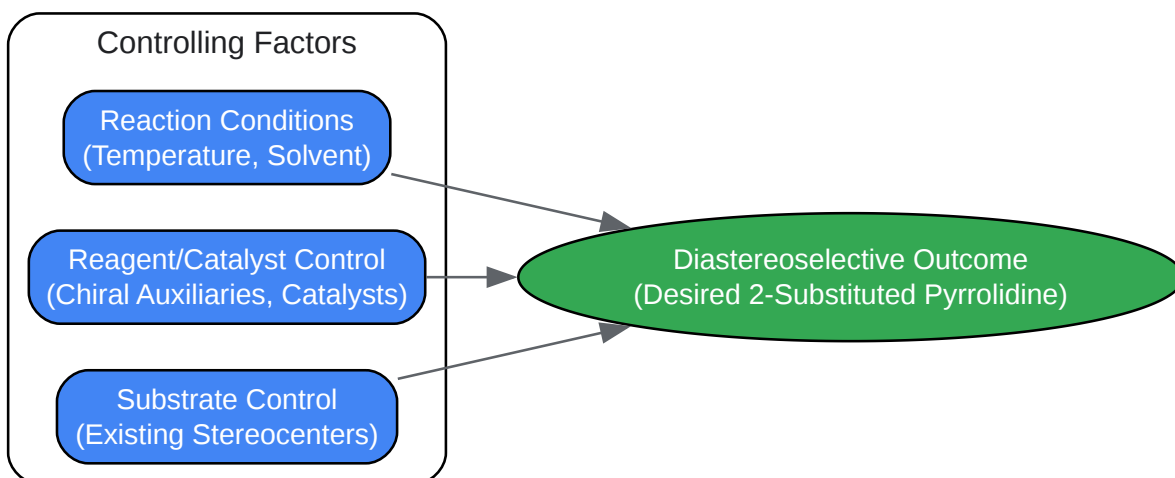 Controlling Factors
Reaction Conditions
(Temperature, Solvent)
Reagent/Catalyst Control
(Chiral Auxiliaries, Catalysts)
Substrate Control
(Existing Stereocenters)
Diastereoselective Outcome
(Desired 2-Substituted Pyrrolidine)